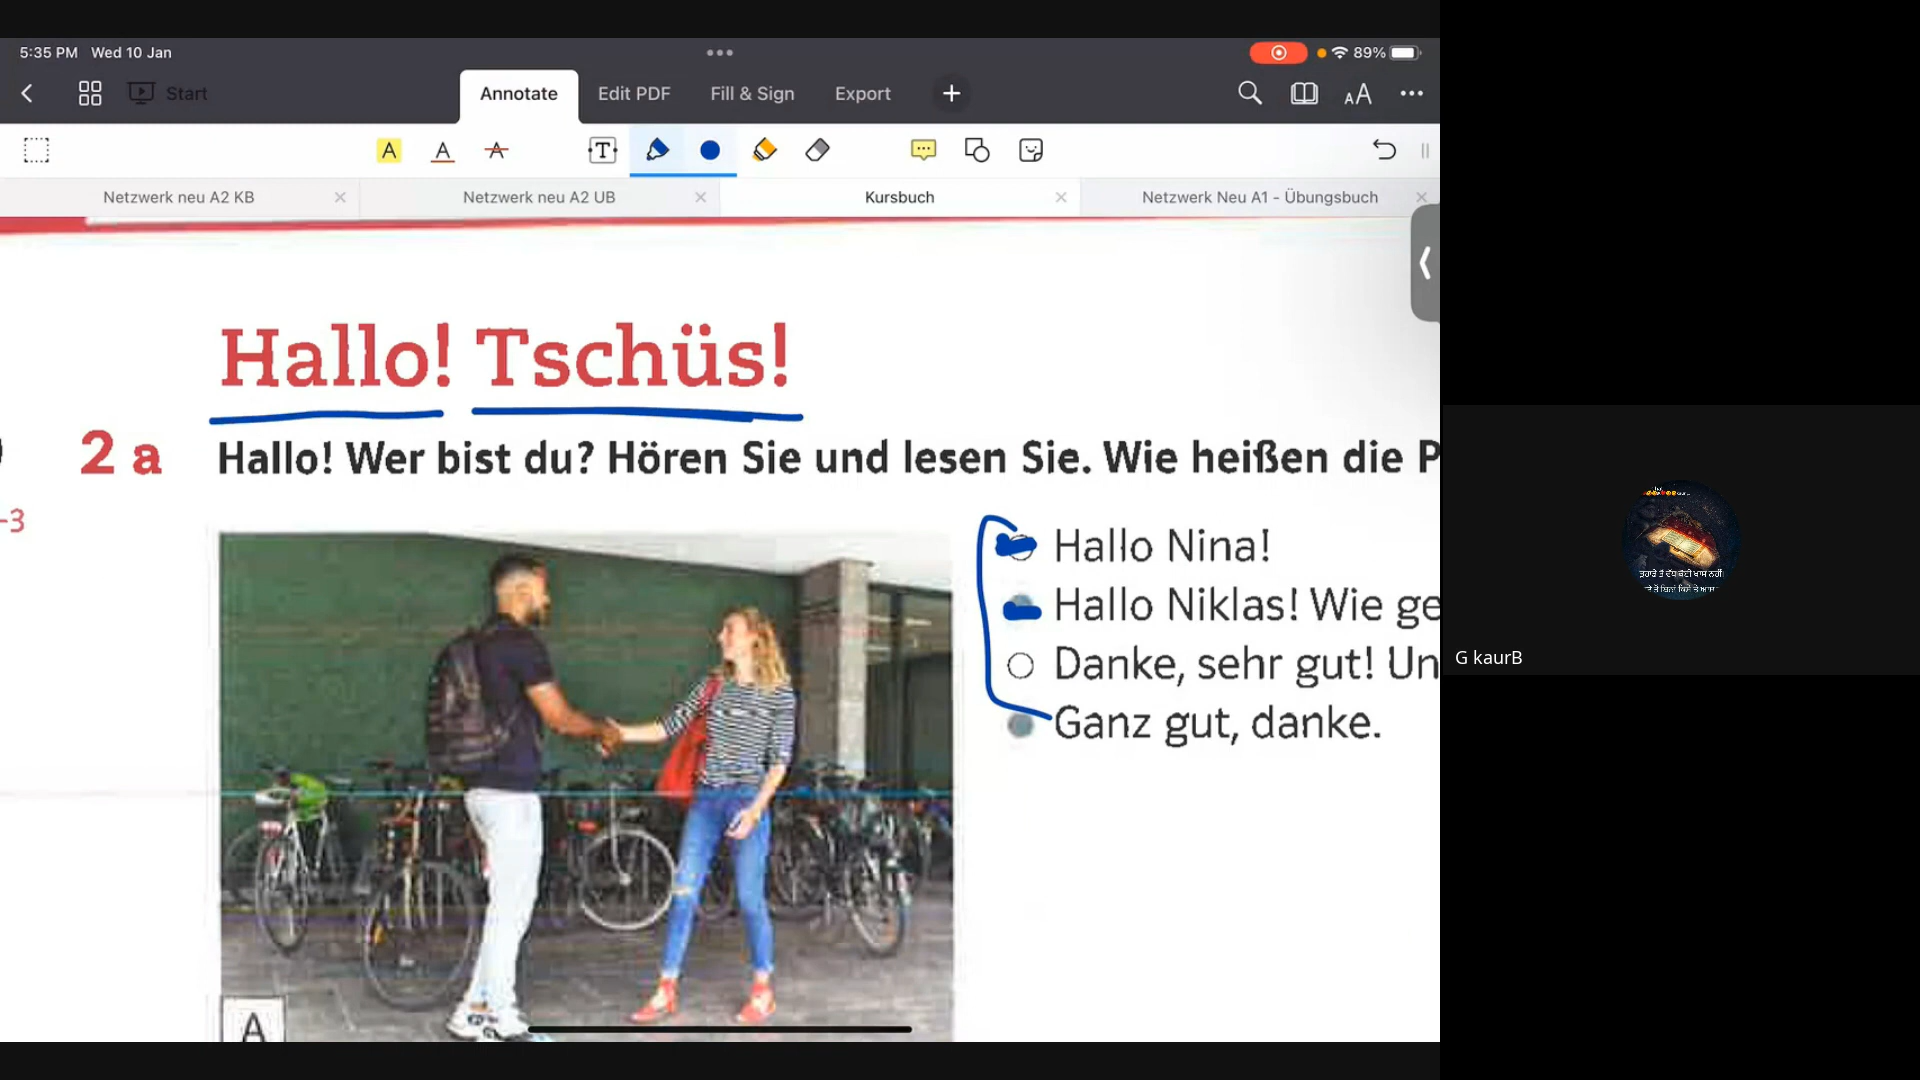 5:35 PM Wed 10 Jan
89%
Start
Annotate
Edit PDF
Fill & Sign
Export
Netzwerk neu A2 KB
Netzwerk neu A2 UB
Kursbuch
Netzwerk Neu A1 - Übungsbuch
Hallo! Tschüs!
2 a
Hallo! Wer bist du? Hören Sie und lesen Sie. Wie heißen die P
-3
Hallo Nina!
Hallo Niklas! Wie ge
Danke, sehr gut! Un
Ganz gut, danke.
A
G kaurB